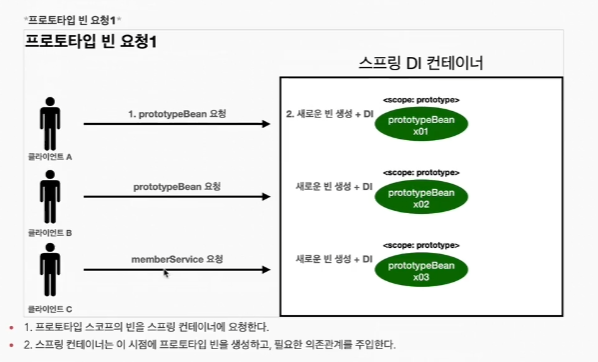 *프로토타입 빈 요청1*
프로토타입 빈 요청1
스프링 DI 컨테이너
<scope: prototype>
1. prototypeBean 요청
2. 새로운 빈 생성 + DI
prototypeBean
x01
클라이언트 A
<scope: prototype>
prototypeBean 요청
새로운 빈 생성 + DI
prototypeBean
x02
클라이언트 B
<scope: prototype>
memberService 요청
새로운 빈 생성 + DI
prototypeBean
x03
클라이언트 C
• 1. 프로토타입 스코프의 빈을 스프링 컨테이너에 요청한다.
• 2. 스프링 컨테이너는 이 시점에 프로토타입 빈을 생성하고, 필요한 의존관계를 주입한다.